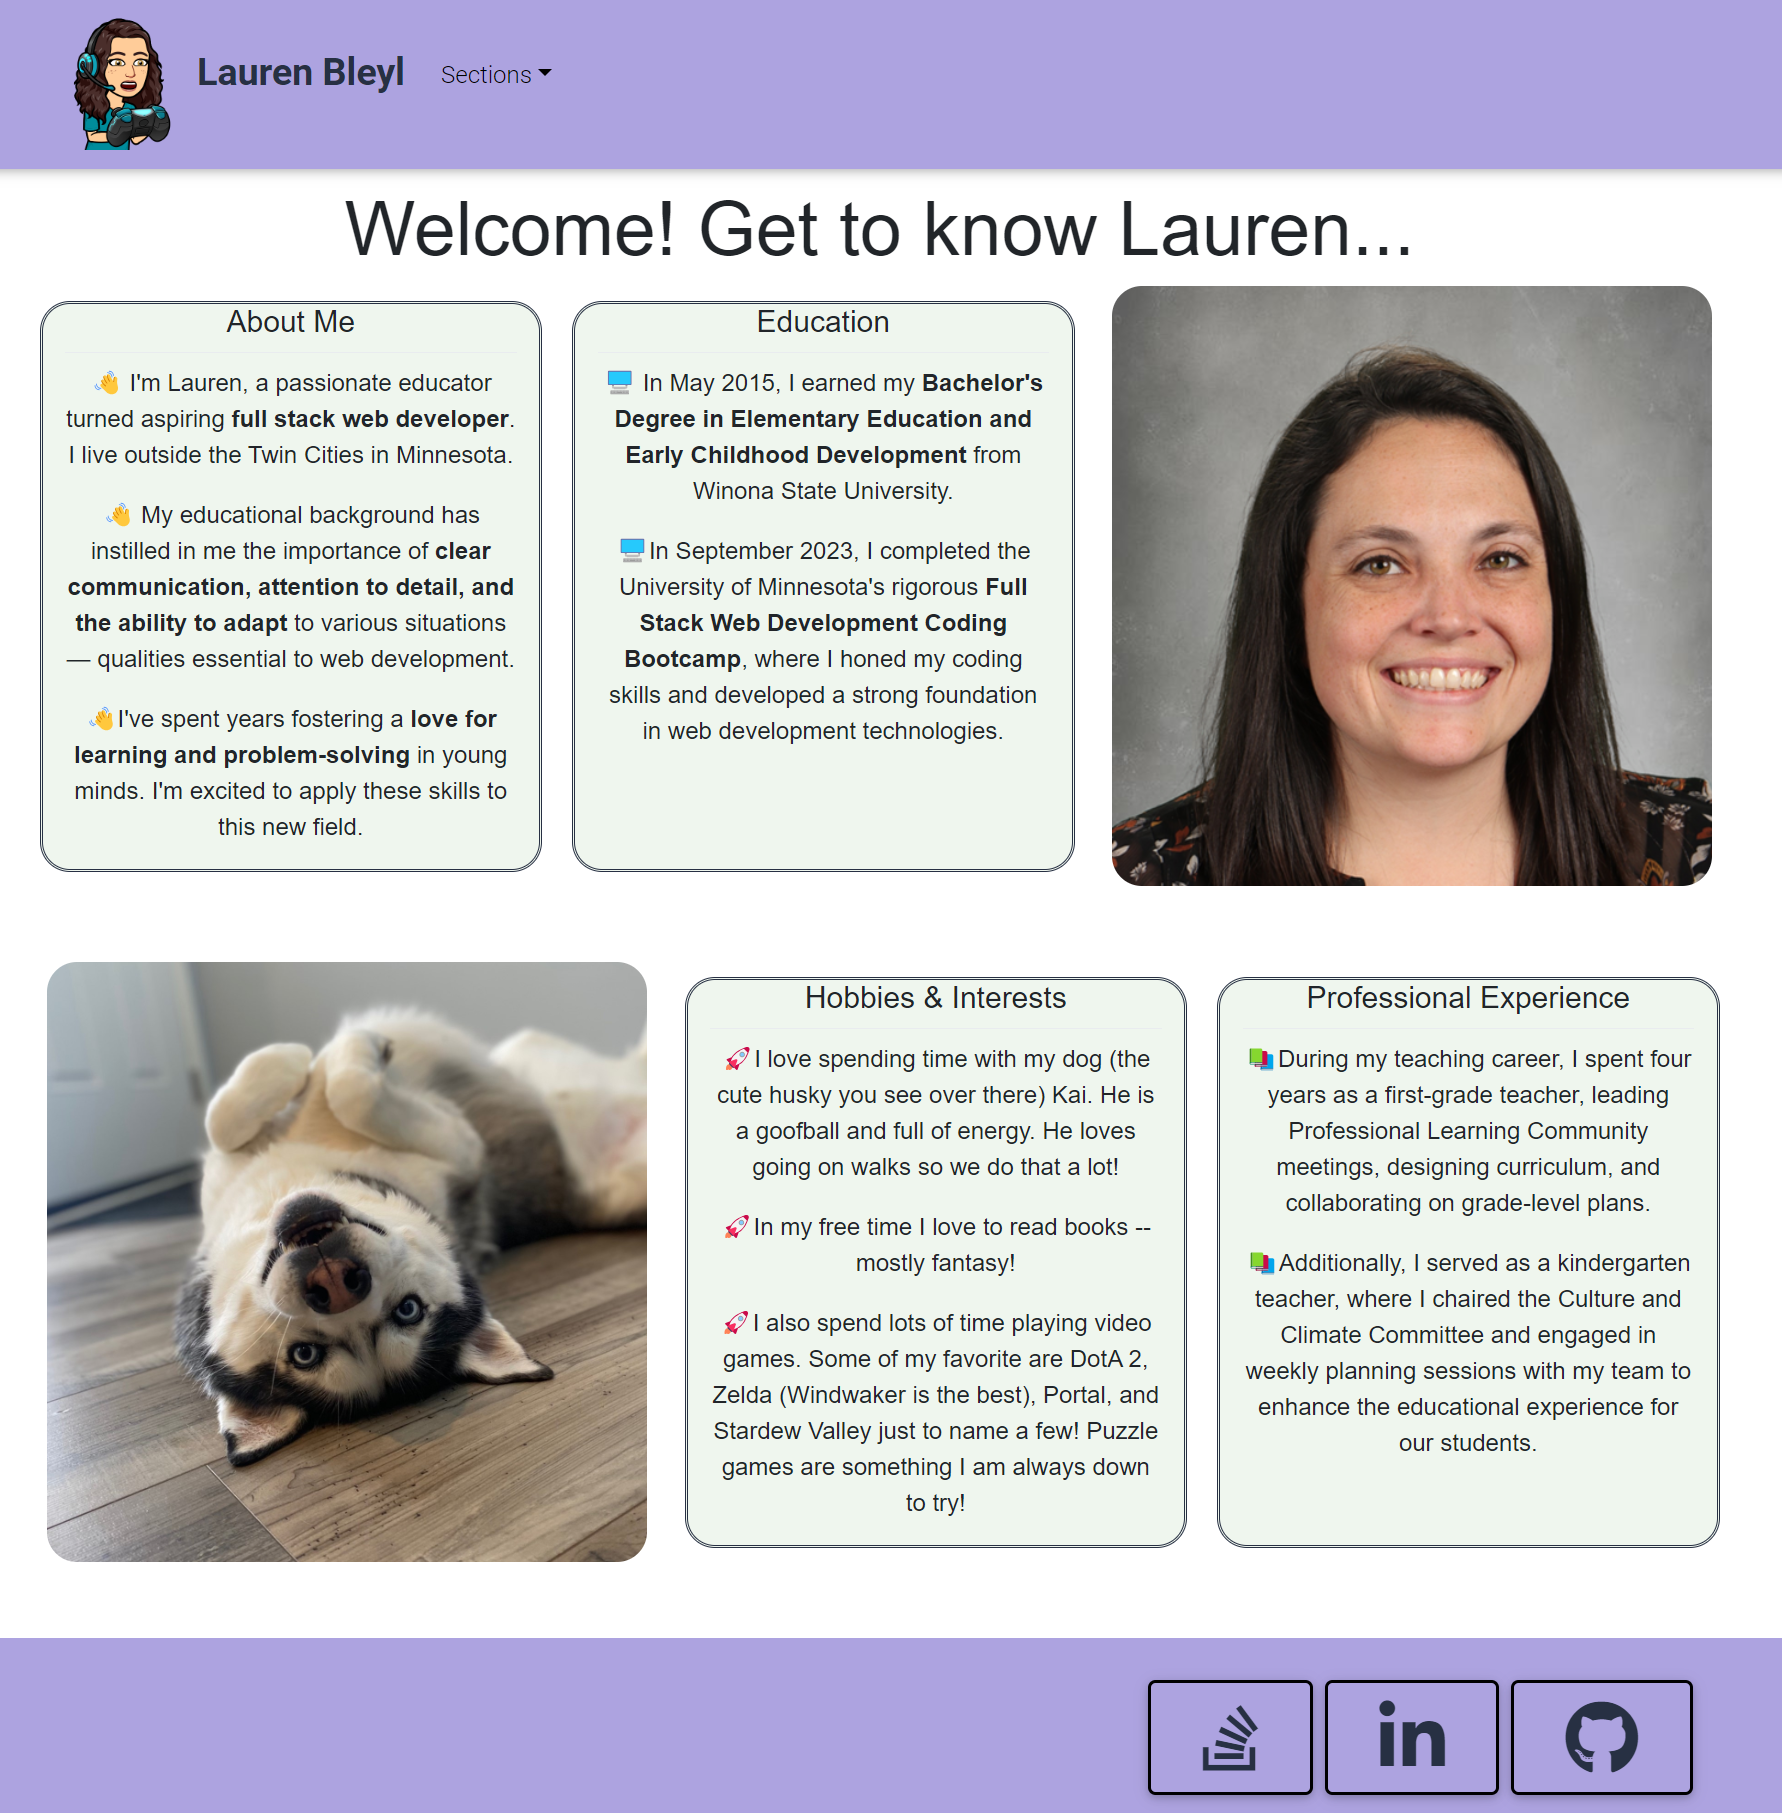 Lauren Bleyl
Sections
Welcome! Get to know Lauren...
About Me
👋 I'm Lauren, a passionate educator
turned aspiring full stack web developer.
I live outside the Twin Cities in Minnesota.
👋 My educational background has
instilled in me the importance of clear
communication, attention to detail, and
the ability to adapt to various situations
— qualities essential to web development.
👋I've spent years fostering a love for
learning and problem-solving in young
minds. I'm excited to apply these skills to
this new field.
Education
🖥️ In May 2015, I earned my Bachelor's
Degree in Elementary Education and
Early Childhood Development from
Winona State University.
🖥️In September 2023, I completed the
University of Minnesota's rigorous Full
Stack Web Development Coding
Bootcamp, where I honed my coding
skills and developed a strong foundation
in web development technologies.
Hobbies & Interests
🚀I love spending time with my dog (the
cute husky you see over there) Kai. He is
a goofball and full of energy. He loves
going on walks so we do that a lot!
🚀In my free time I love to read books --
mostly fantasy!
🚀I also spend lots of time playing video
games. Some of my favorite are DotA 2,
Zelda (Windwaker is the best), Portal, and
Stardew Valley just to name a few! Puzzle
games are something I am always down
to try!
Professional Experience
📚During my teaching career, I spent four
years as a first-grade teacher, leading
Professional Learning Community
meetings, designing curriculum, and
collaborating on grade-level plans.
📚Additionally, I served as a kindergarten
teacher, where I chaired the Culture and
Climate Committee and engaged in
weekly planning sessions with my team to
enhance the educational experience for
our students.
in